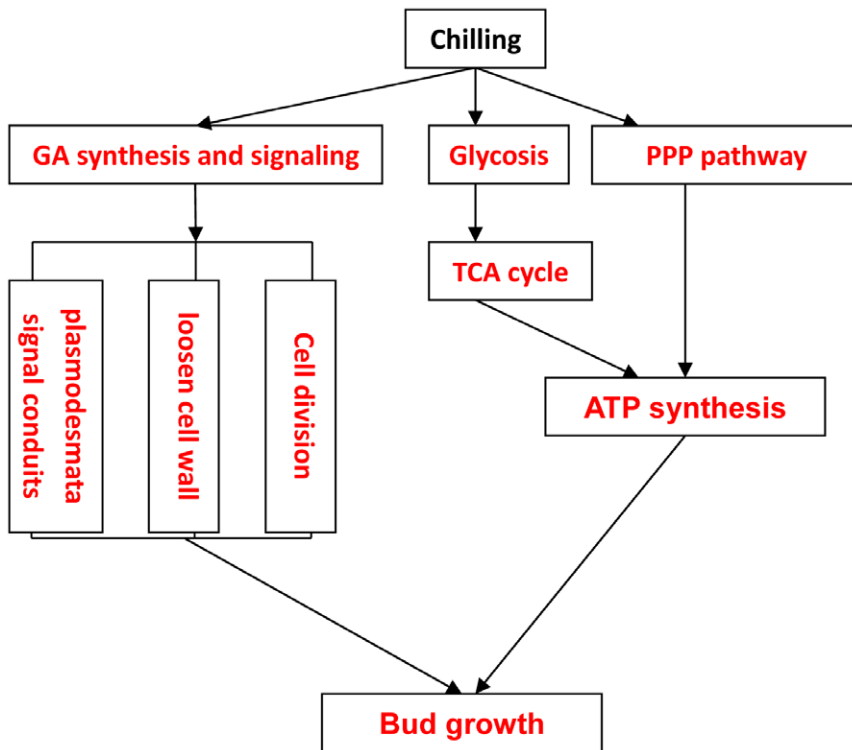 Chilling
GA synthesis and signaling
Glycosis
PPP pathway
TCA cycle
plasmodesmata
signal conduits
loosen cell wall
Cell division
ATP synthesis
Bud growth